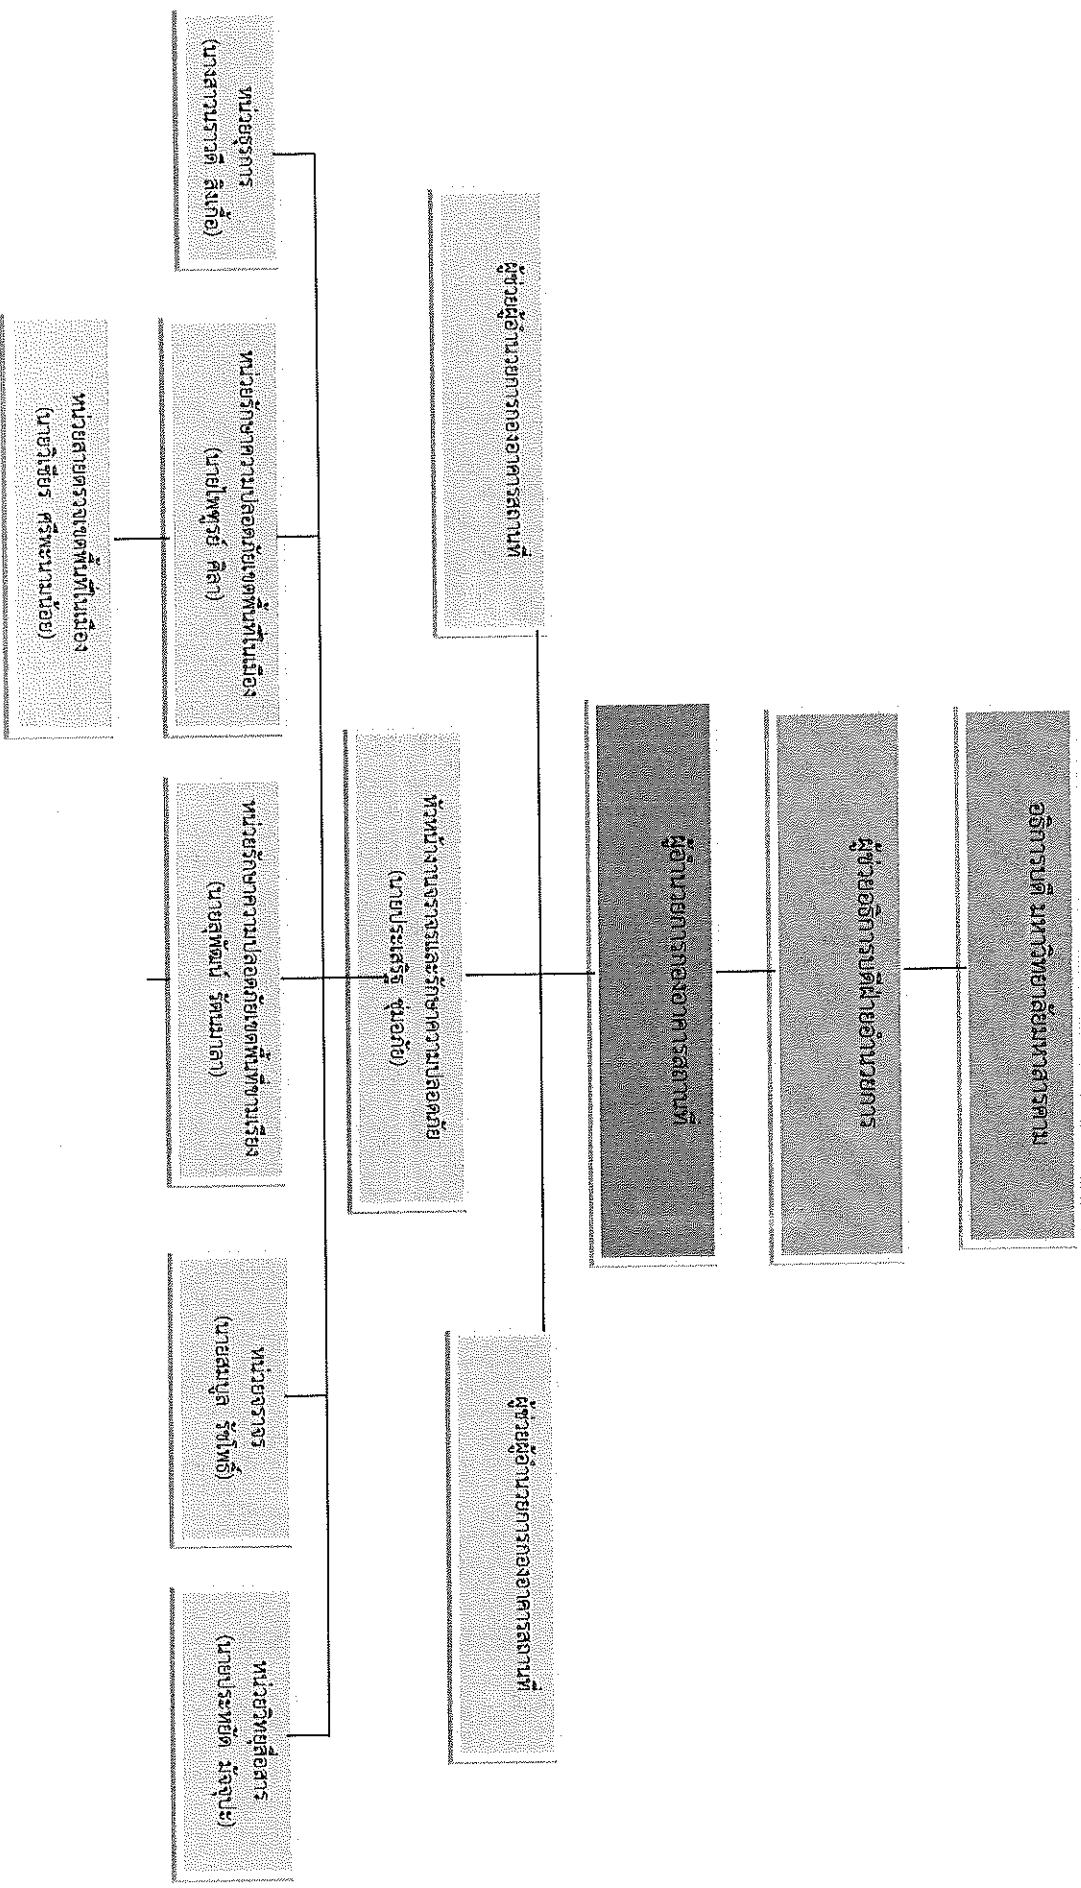 อธิการบดี มหาวิทยาลัยมหาสารคาม
ผู้ช่วยอธิการบดีฝ่ายอำนวยการ
ผู้อำนวยการกองอาคารสถานที่
ผู้ช่วยผู้อำนวยการกองอาคารสถานที่
ผู้ช่วยผู้อำนวยการกองอาคารสถานที่
หัวหน้างานจราจรและรักษาความปลอดภัย
(นายประเสริฐ ชุมอภัย)
หน่วยธุรการ
(นางสาวนราวดี สิงเกื้อ)
หน่วยรักษาความปลอดภัยเขตพื้นที่ในเมือง
(นายไพฑูรย์ ศิลา)
หน่วยรักษาความปลอดภัยเขตพื้นที่ขามเรียง
(นายสุพัฒน์ รัตนมาลา)
หน่วยจราจร
(นายสมบูล รัชโพธิ์)
หน่วยวิทยุสื่อสาร
(นายประหยัด มัจจุปะ)
หน่วยสายตรวจเขตพื้นที่ในเมือง
(นายวิเชียร ศรีพะนามน้อย)